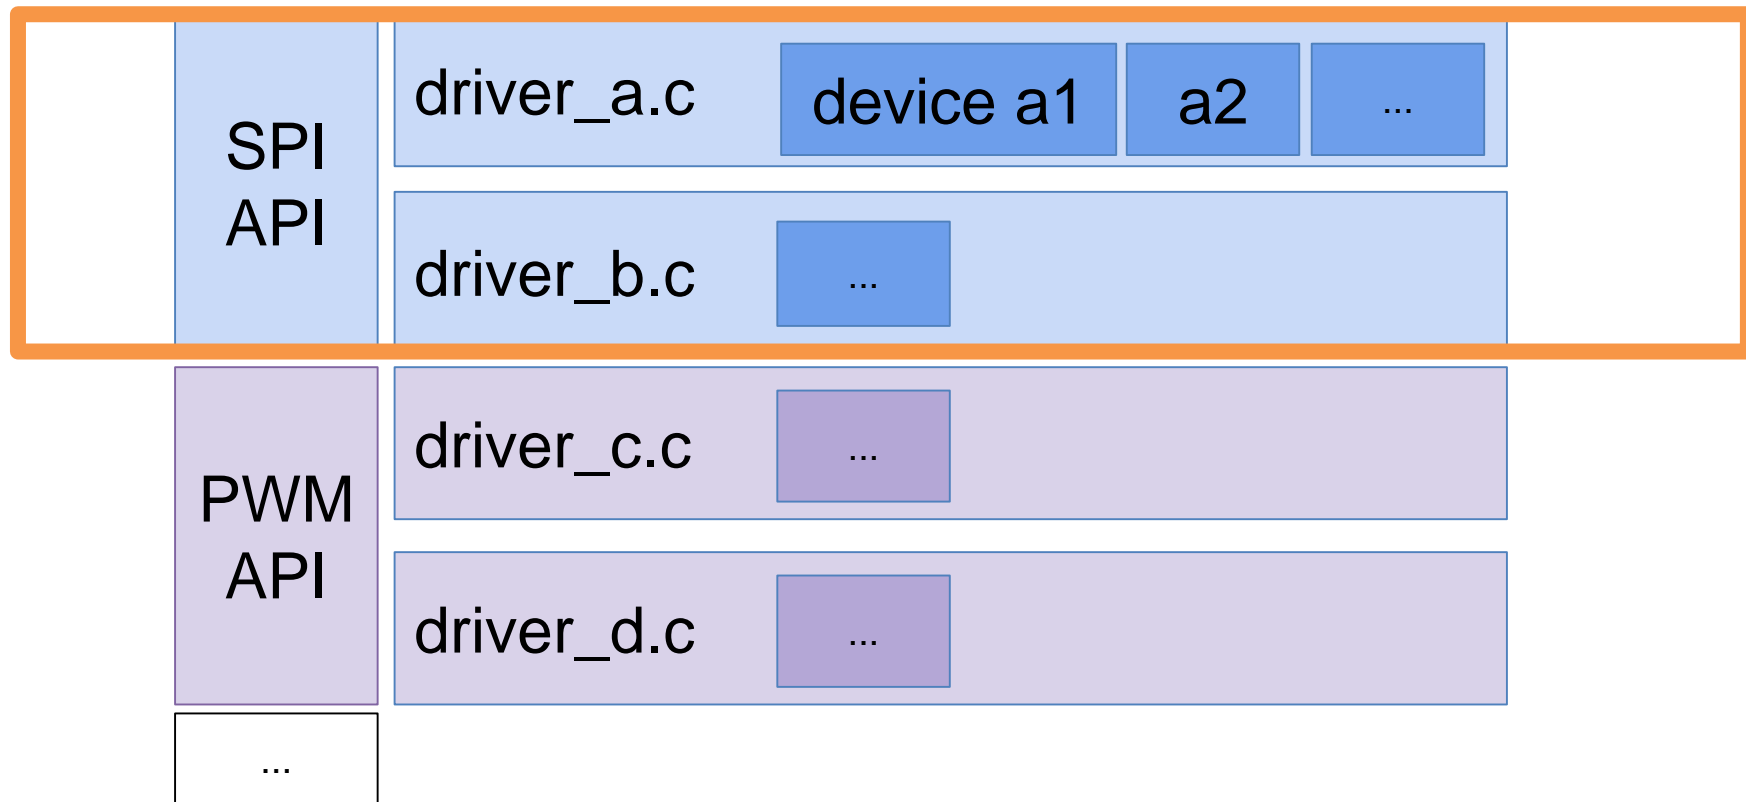 SPI
API
driver_a.c
device a1
a2
...
driver_b.c
...
PWM
API
driver_c.c
...
driver_d.c
...
...